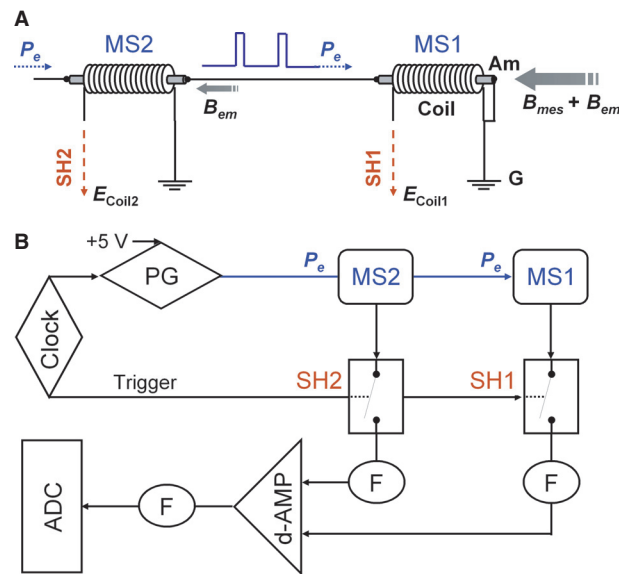 A
MS2
MS1
Pe
Pe
Am
Bem
Coil
Bmes + Bem
SH2
SH1
ECoil2
ECoil1
G
B
+5 V
PG
Pe
MS2
Pe
MS1
Clock
Trigger
SH2
SH1
F
F
ADC
F
d-AMP